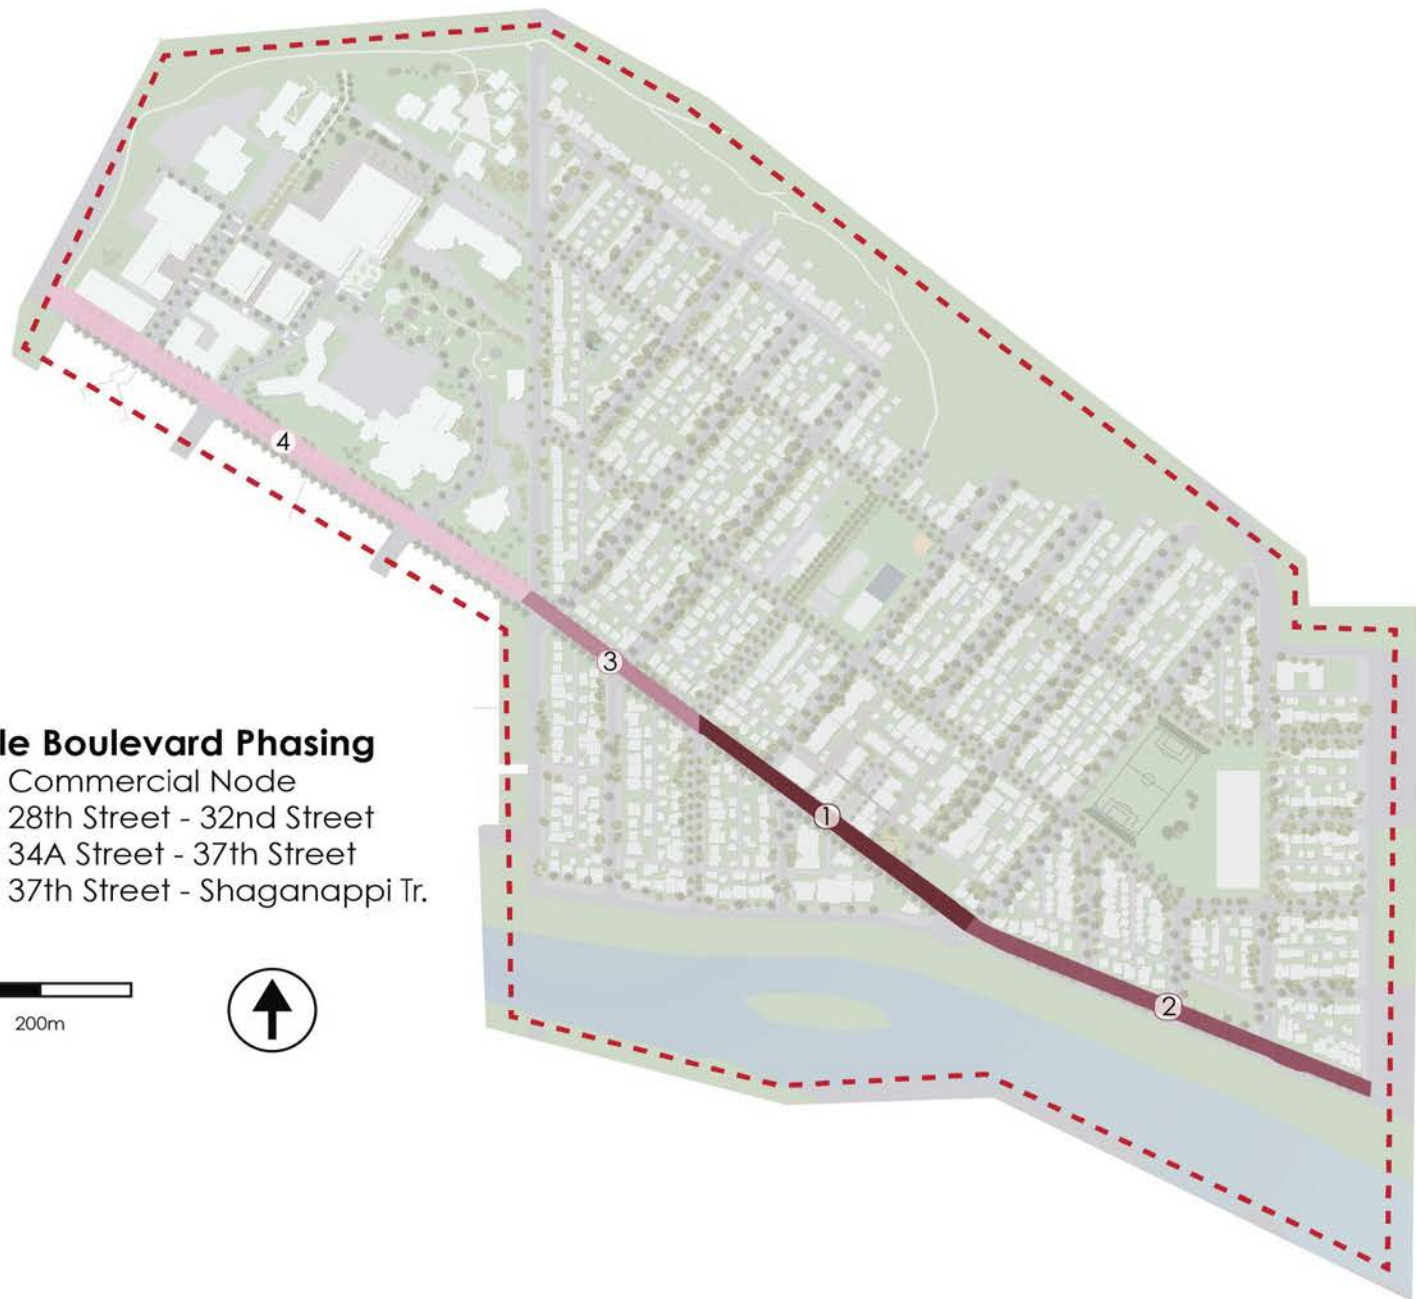 4
3
le Boulevard Phasing
Commercial Node
28th Street - 32nd Street
34A Street - 37th Street
37th Street - Shaganappi Tr.
1
2
200m